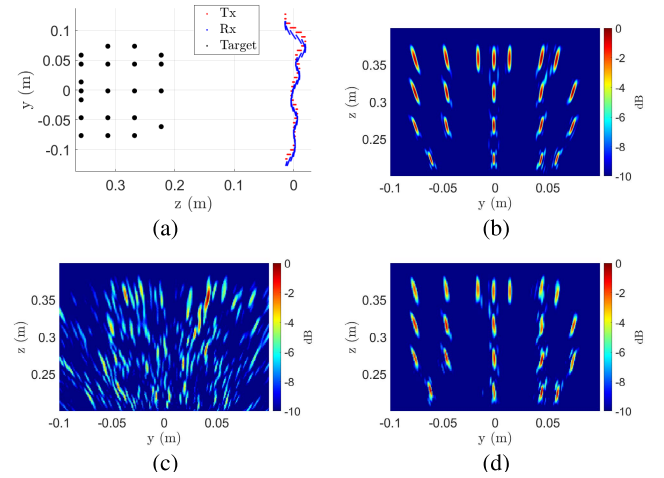 Tx
Rx
Target
0.1
0.05
0
-0.05
-0.1
y (m)
0.3
0.2
0.1
0
z (m)
(a)
0.35
0.3
0.25
z (m)
-0.1
-0.05
0
0.05
y (m)
0
-2
-4
-6
-8
-10
dB
(b)
0.35
0.3
0.25
z (m)
-0.1
-0.05
0
0.05
y (m)
0
-2
-4
-6
-8
-10
dB
(c)
0.35
0.3
0.25
z (m)
-0.1
-0.05
0
0.05
y (m)
0
-2
-4
-6
-8
-10
dB
(d)